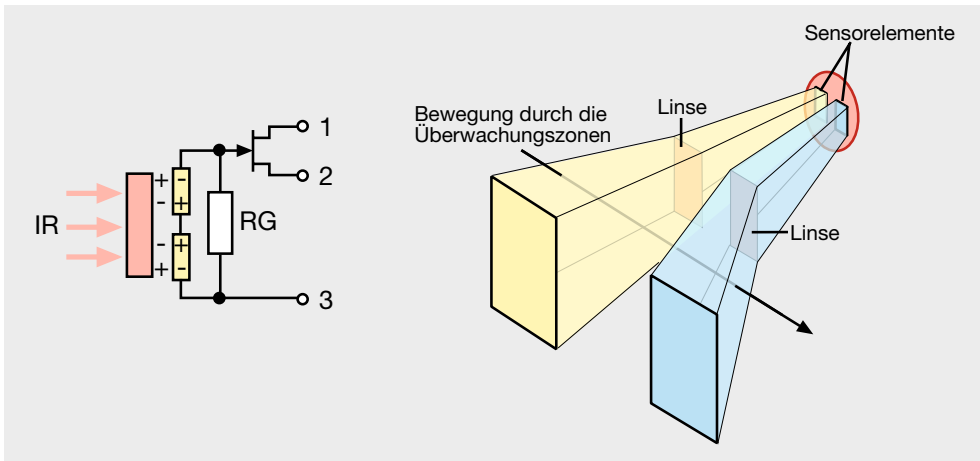 IR
+ -
- +
- +
+ -
RG
1
2
3
Sensorelemente
Bewegung durch die
Überwachungszonen
Linse
Linse